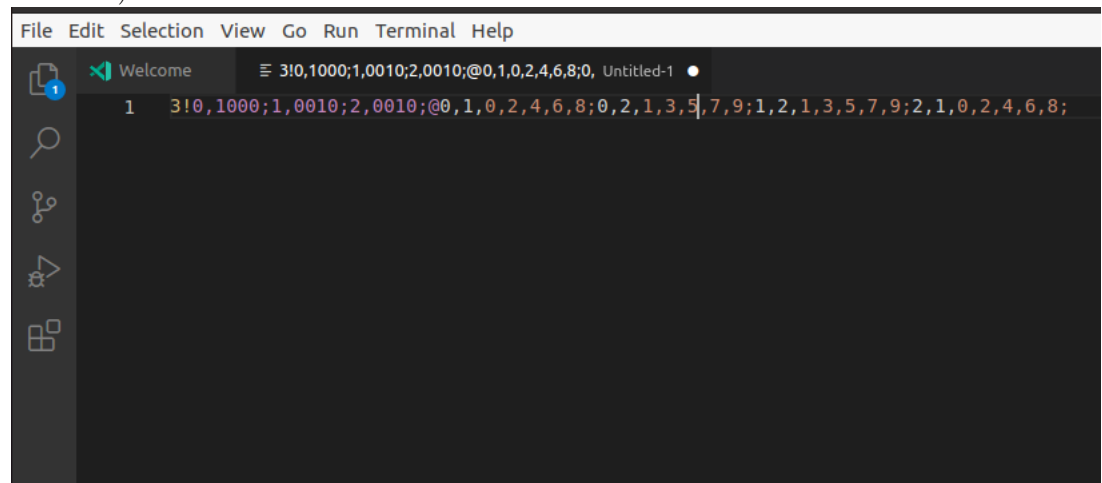 File Edit Selection View Go Run Terminal Help
Welcome 3!0,1000;1,0010;2,0010;@0,1,0,2,4,6,8;0, Untitled-1
1
1 3!0,1000;1,0010;2,0010;@0,1,0,2,4,6,8;0,2,1,3,5,7,9;1,2,1,3,5,7,9;2,1,0,2,4,6,8;